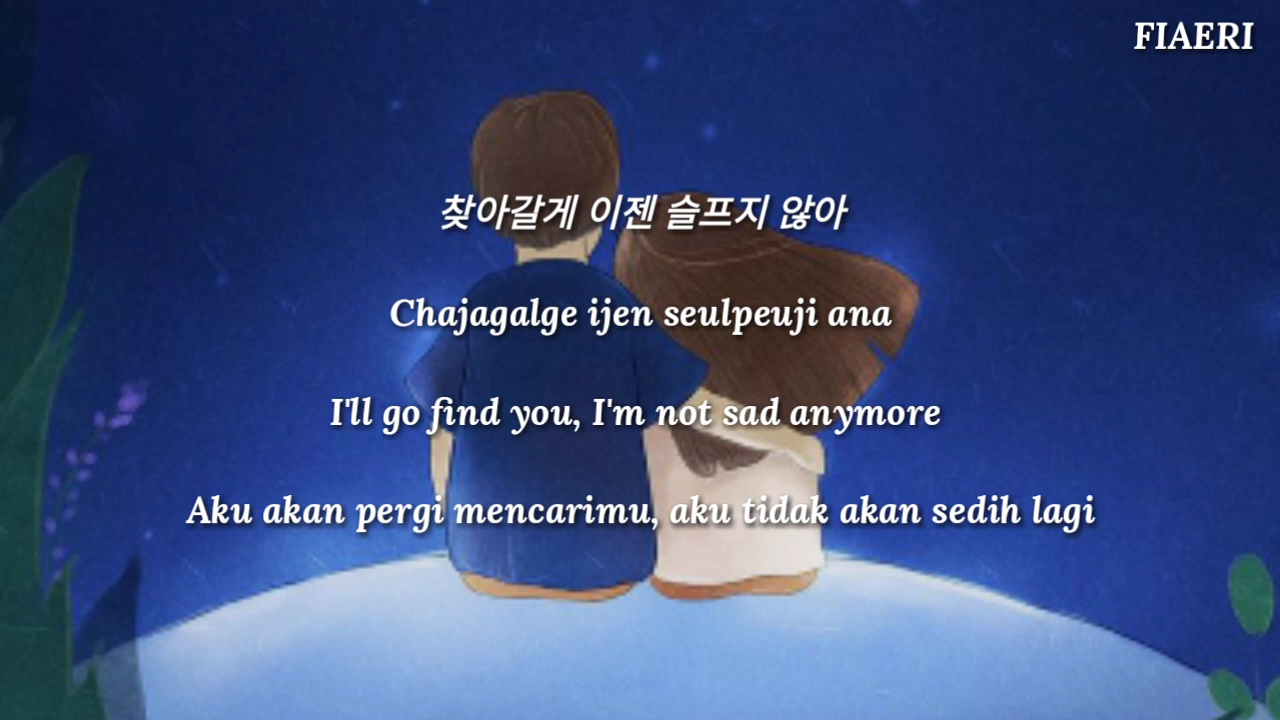 FIAERI
찾아갈게 이젠 슬프지 않아
Chajagalge ijen seulpeuji ana
I'll go find you, I'm not sad anymore
Aku akan pergi mencarimu, aku tidak akan sedih lagi